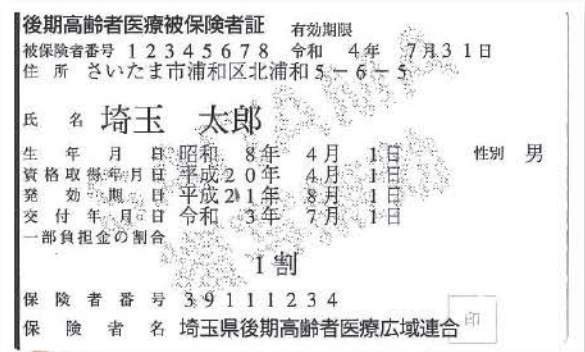 後期高齢者医療被保険者証 有効期限
被保険者番号 12345678 令和 4年 7月31日
住所 さいたま市浦和区北浦和5-6-5
氏名 埼玉 太郎
生年月日 昭和 8年 4月 1日 性別 男
資格取得年月日 平成20年 4月 1日
発効期日 平成21年 8月 1日
交付年月日 令和 3年 7月 1日
一部負担金の割合
1割
保険者番号 39111234
保険者名 埼玉県後期高齢者医療広域連合 印